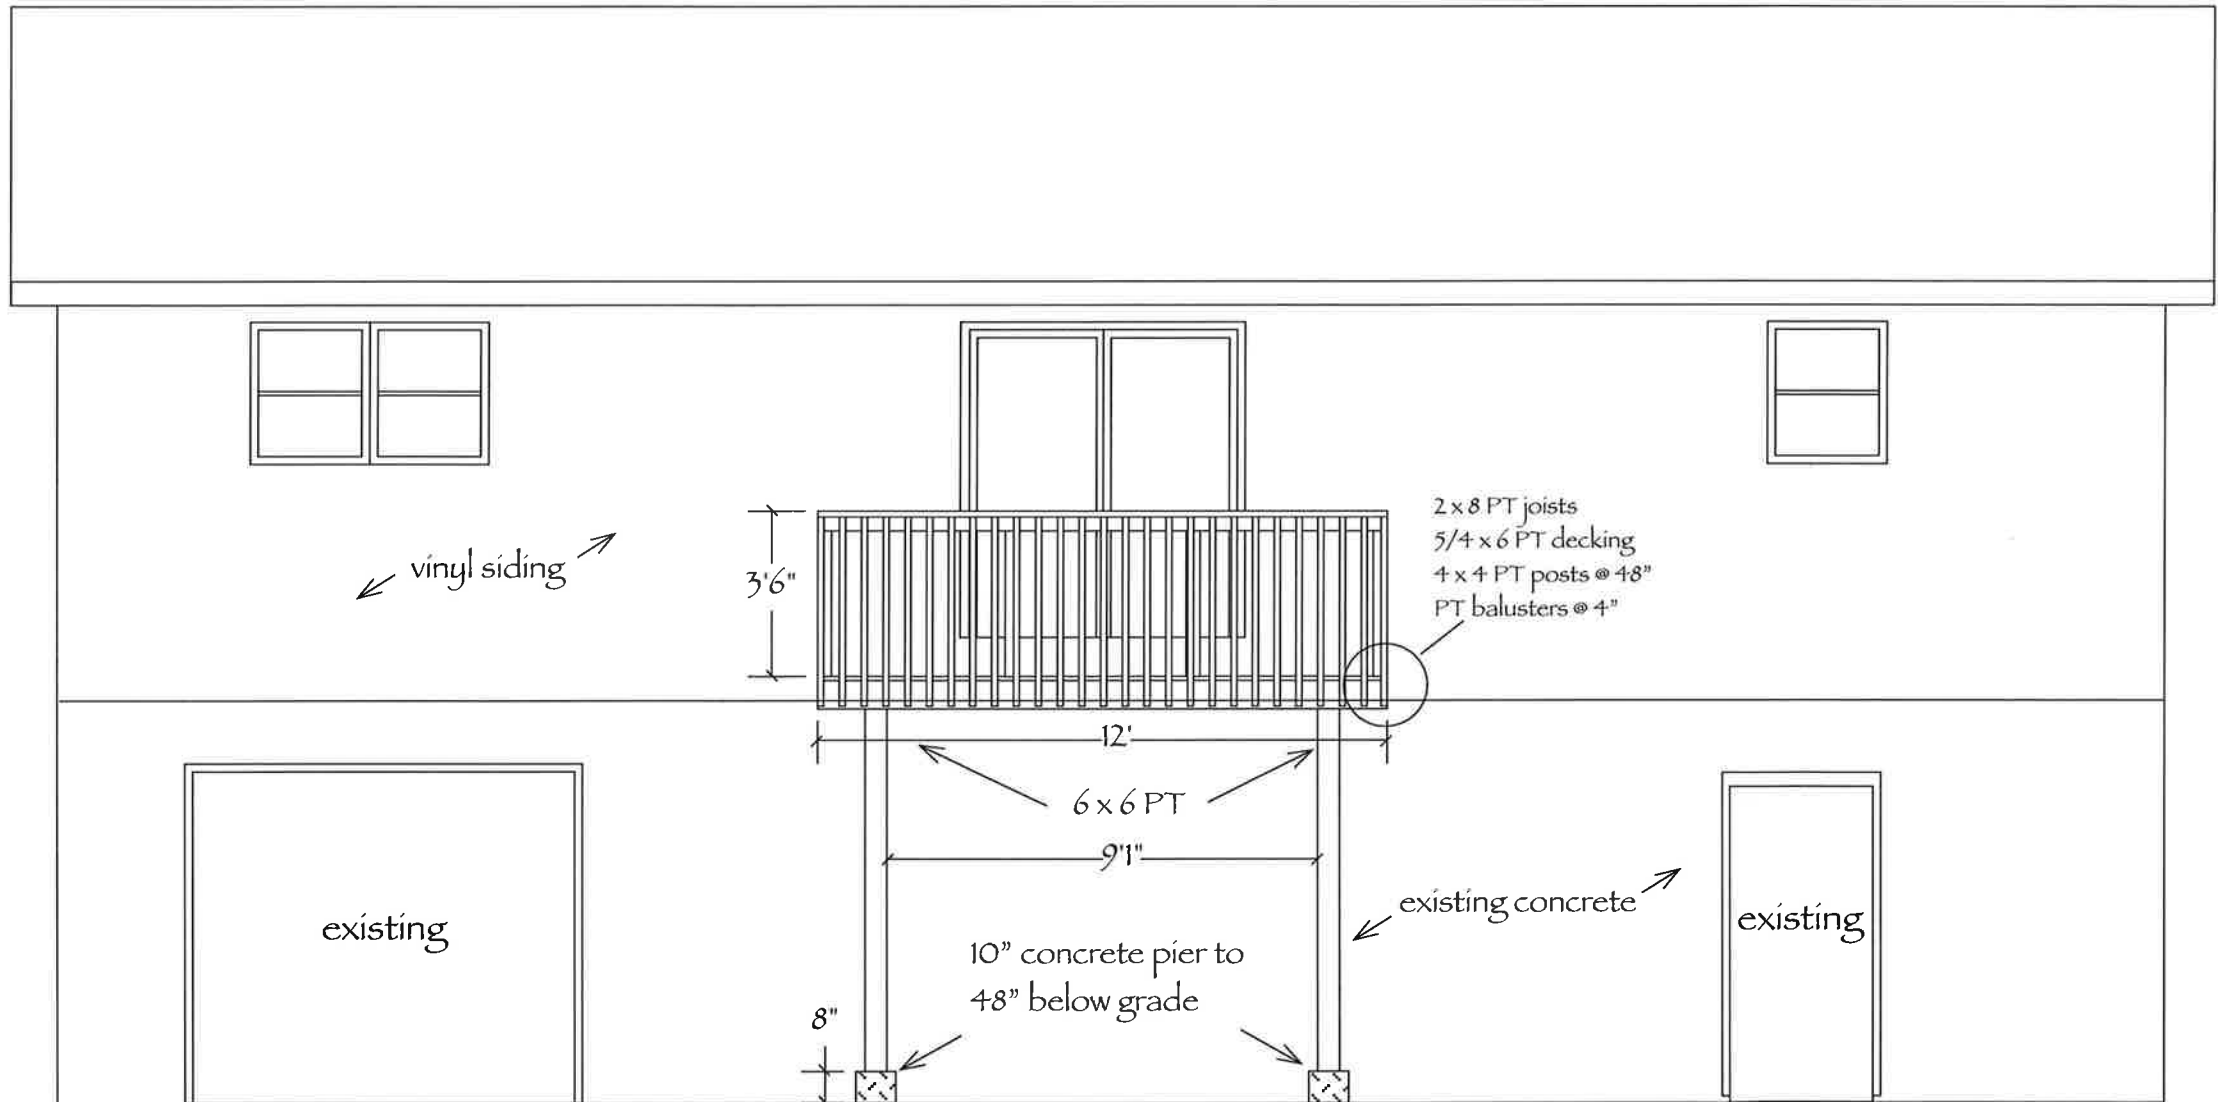 2 x 8 PT joists
5/4 x 6 PT decking
4 x 4 PT posts @ 48”
PT balusters @ 4”
vinyl siding
3'6"
12'
6 x 6 PT
9'1"
existing concrete
existing
existing
10” concrete pier to
48” below grade
8"